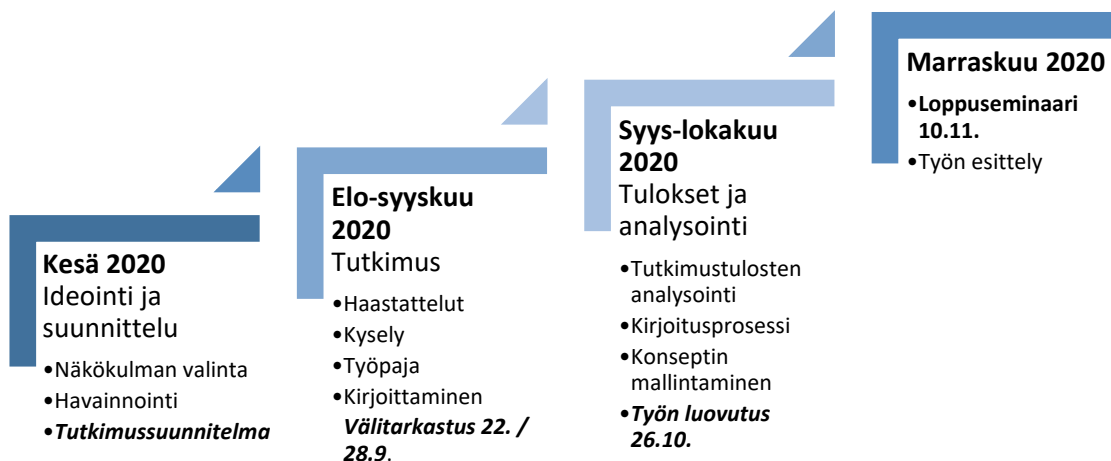 Kesä 2020
Ideointi ja
suunnittelu
•Näkökulman valinta
•Havainnointi
•Tutkimussuunnitelma
Elo-syyskuu
2020
Tutkimus
•Haastattelut
•Kysely
•Työpaja
•Kirjoittaminen
Välitarkastus 22. /
28.9.
Syys-lokakuu
2020
Tulokset ja
analysointi
•Tutkimustulosten
analysointi
•Kirjoitusprosessi
•Konseptin
mallintaminen
•Työn luovutus
26.10.
Marraskuu 2020
•Loppuseminaari
10.11.
•Työn esittely